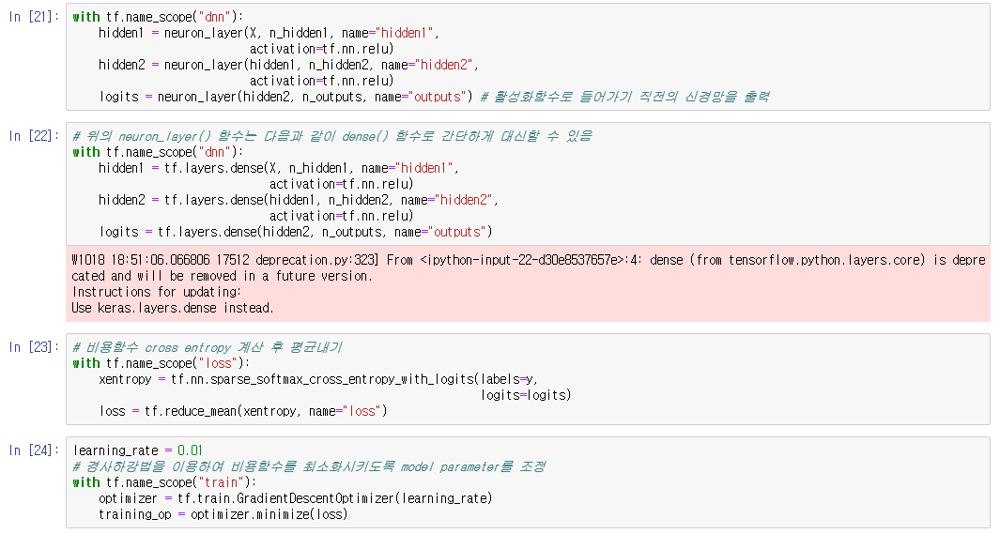 In [21]: with tf.name_scope("dnn"):
    hidden1 = neuron_layer(X, n_hidden1, name="hidden1",
                           activation=tf.nn.relu)
    hidden2 = neuron_layer(hidden1, n_hidden2, name="hidden2",
                           activation=tf.nn.relu)
    logits = neuron_layer(hidden2, n_outputs, name="outputs") # 활성화함수로 들어가기 직전의 신경망을 출력
In [22]: # 위의 neuron_layer() 함수는 다음과 같이 dense() 함수로 간단하게 대신할 수 있음
with tf.name_scope("dnn"):
    hidden1 = tf.layers.dense(X, n_hidden1, name="hidden1",
                              activation=tf.nn.relu)
    hidden2 = tf.layers.dense(hidden1, n_hidden2, name="hidden2",
                              activation=tf.nn.relu)
    logits = tf.layers.dense(hidden2, n_outputs, name="outputs")
W1018 18:51:06.066806 17512 deprecation.py:323] From <ipython-input-22-d30e8537657e>:4: dense (from tensorflow.python.layers.core) is depre
cated and will be removed in a future version.
Instructions for updating:
Use keras.layers.dense instead.
In [23]: # 비용함수 cross entropy 계산 후 평균내기
with tf.name_scope("loss"):
    xentropy = tf.nn.sparse_softmax_cross_entropy_with_logits(labels=y,
                                                              logits=logits)
    loss = tf.reduce_mean(xentropy, name="loss")
In [24]: learning_rate = 0.01
# 경사하강법을 이용하여 비용함수를 최소화시키도록 model parameter를 조정
with tf.name_scope("train"):
    optimizer = tf.train.GradientDescentOptimizer(learning_rate)
    training_op = optimizer.minimize(loss)